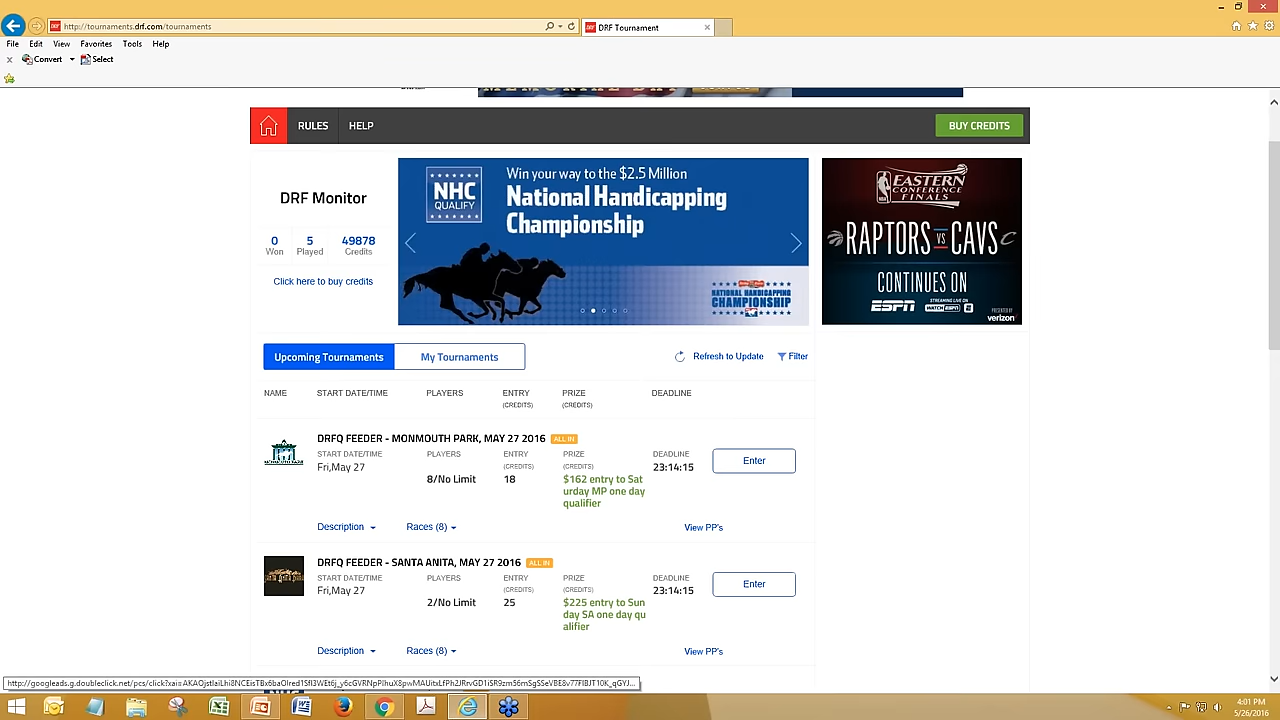 http://tournaments.drf.com/tournaments
DRF Tournament
File Edit View Favorites Tools Help
Convert Select
RULES HELP BUY CREDITS
DRF Monitor
0 5 49878
Won Played Credits
Click here to buy credits
NHC
QUALIFY
Win your way to the $2.5 Million
National Handicapping
Championship
NATIONAL HANDICAPPING
CHAMPIONSHIP
EASTERN
CONFERENCE
FINALS
RAPTORS VS CAVS
CONTINUES ON
ESPN STREAMING LIVE ON WATCH ESPN
PRESENTED BY
verizon
Upcoming Tournaments My Tournaments Refresh to Update Filter
NAME START DATE/TIME PLAYERS ENTRY PRIZE DEADLINE
(CREDITS) (CREDITS)
DRFQ FEEDER - MONMOUTH PARK, MAY 27 2016 ALL IN
START DATE/TIME PLAYERS ENTRY PRIZE DEADLINE
(CREDITS) (CREDITS)
Fri,May 27 23:14:15 Enter
8/No Limit 18 $162 entry to Sat
urday MP one day
qualifier
Description Races (8) View PP's
DRFQ FEEDER - SANTA ANITA, MAY 27 2016 ALL IN
START DATE/TIME PLAYERS ENTRY PRIZE DEADLINE
(CREDITS) (CREDITS)
Fri,May 27 23:14:15 Enter
2/No Limit 25 $225 entry to Sun
day SA one day qu
alifier
Description Races (8) View PP's
4:01 PM
5/26/2016